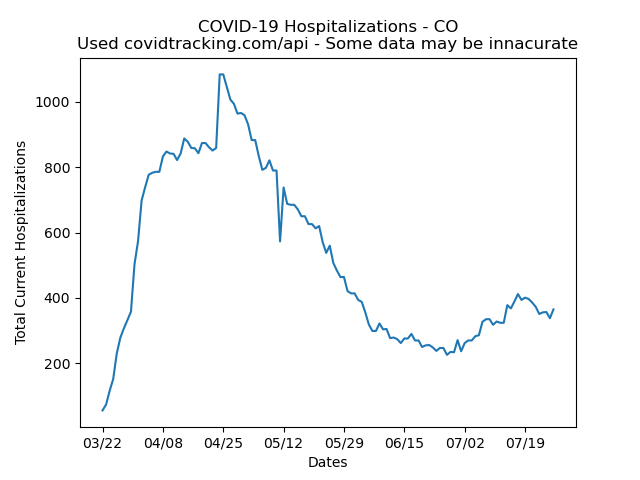 COVID-19 Hospitalizations - CO
Used covidtracking.com/api - Some data may be innacurate
Total Current Hospitalizations
1000
800
600
400
200
03/22 04/08 04/25 05/12 05/29 06/15 07/02 07/19
Dates